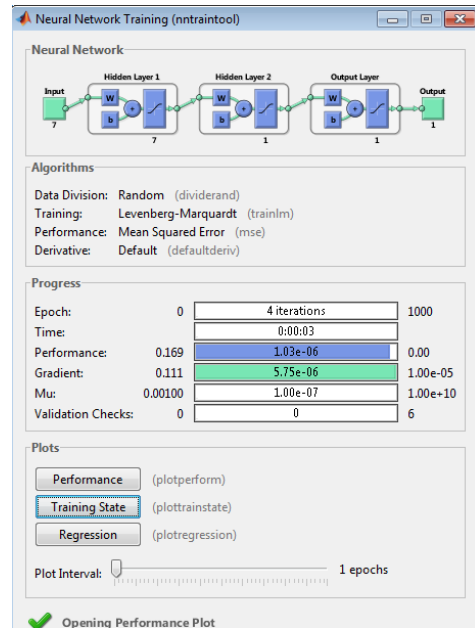 Neural Network Training (nntraintool)
Neural Network
Hidden Layer 1 Hidden Layer 2 Output Layer
Input Output
W W W
b b b
7 7 1 1 1
Algorithms
Data Division: Random (dividerand)
Training: Levenberg-Marquardt (trainlm)
Performance: Mean Squared Error (mse)
Derivative: Default (defaultderiv)
Progress
Epoch: 0 4 iterations 1000
Time: 0:00:03
Performance: 0.169 1.03e-06 0.00
Gradient: 0.111 5.75e-06 1.00e-05
Mu: 0.00100 1.00e-07 1.00e+10
Validation Checks: 0 0 6
Plots
Performance (plotperform)
Training State (plottrainstate)
Regression (plotregression)
Plot Interval: 1 epochs
Opening Performance Plot